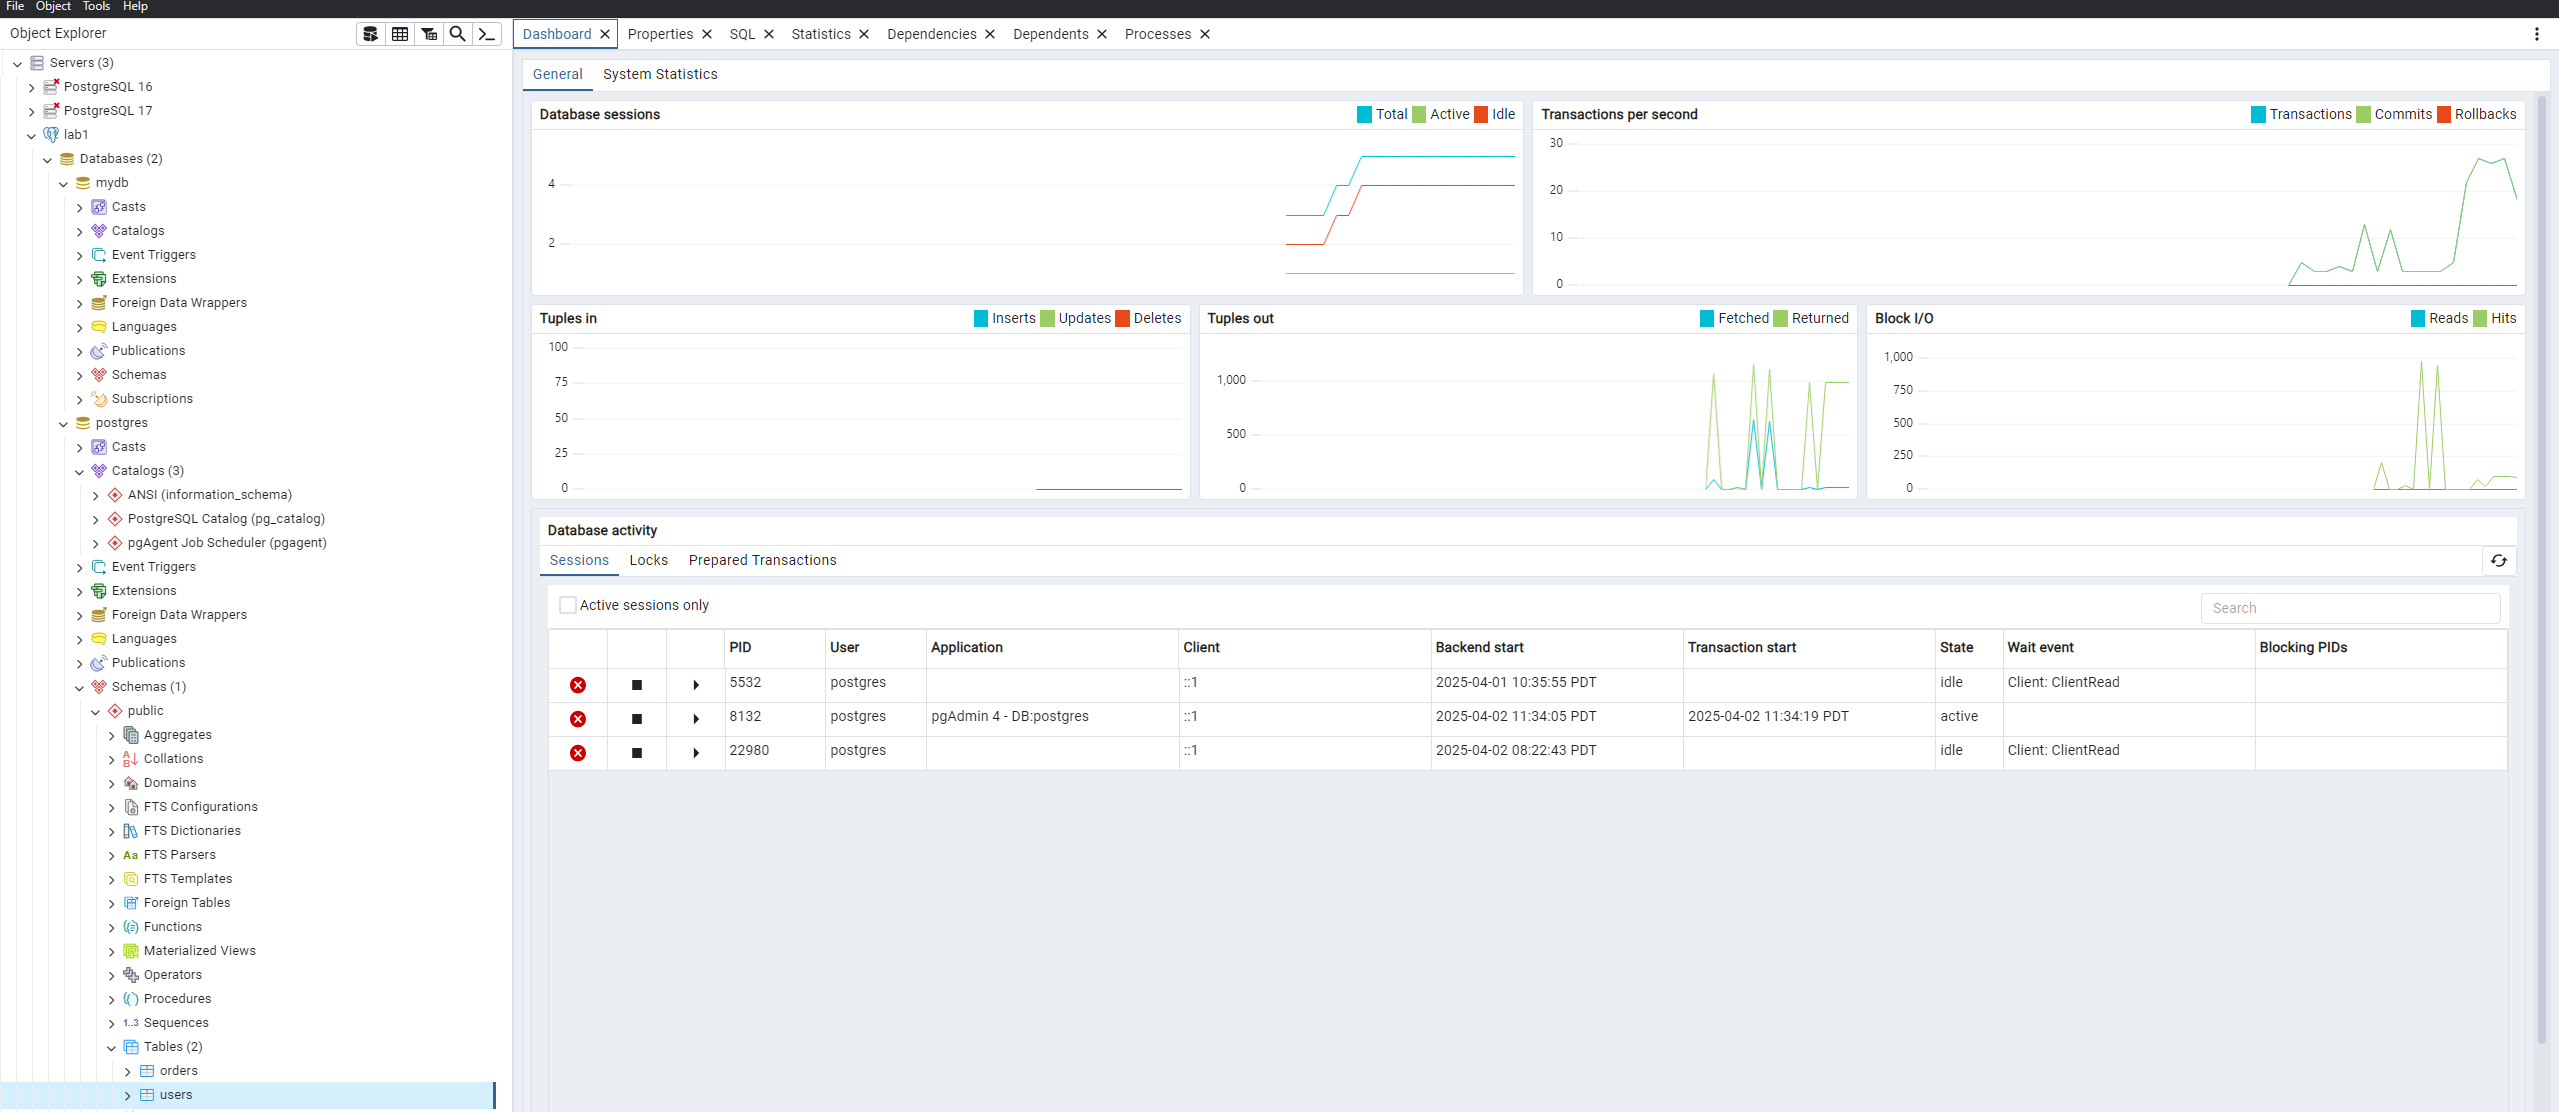 File Object Tools Help
Object Explorer
Servers (3)
PostgreSQL 16
PostgreSQL 17
lab1
Databases (2)
mydb
Casts
Catalogs
Event Triggers
Extensions
Foreign Data Wrappers
Languages
Publications
Schemas
Subscriptions
postgres
Casts
Catalogs (3)
ANSI (information_schema)
PostgreSQL Catalog (pg_catalog)
pgAgent Job Scheduler (pgagent)
Event Triggers
Extensions
Foreign Data Wrappers
Languages
Publications
Schemas (1)
public
Aggregates
Collations
Domains
FTS Configurations
FTS Dictionaries
Aa FTS Parsers
FTS Templates
Foreign Tables
Functions
Materialized Views
Operators
Procedures
1..3 Sequences
Tables (2)
orders
users
Dashboard Properties SQL Statistics Dependencies Dependents Processes
General System Statistics
Database sessions Total Active Idle
4
2
Transactions per second Transactions Commits Rollbacks
30
20
10
0
Tuples in Inserts Updates Deletes
100
75
50
25
0
Tuples out Fetched Returned
1,000
500
0
Block I/O Reads Hits
1,000
750
500
250
0
Database activity
Sessions Locks Prepared Transactions
Active sessions only Search
PID User Application Client Backend start Transaction start State Wait event Blocking PIDs
5532 postgres ::1 2025-04-01 10:35:55 PDT idle Client: ClientRead
8132 postgres pgAdmin 4 - DB:postgres ::1 2025-04-02 11:34:05 PDT 2025-04-02 11:34:19 PDT active
22980 postgres ::1 2025-04-02 08:22:43 PDT idle Client: ClientRead